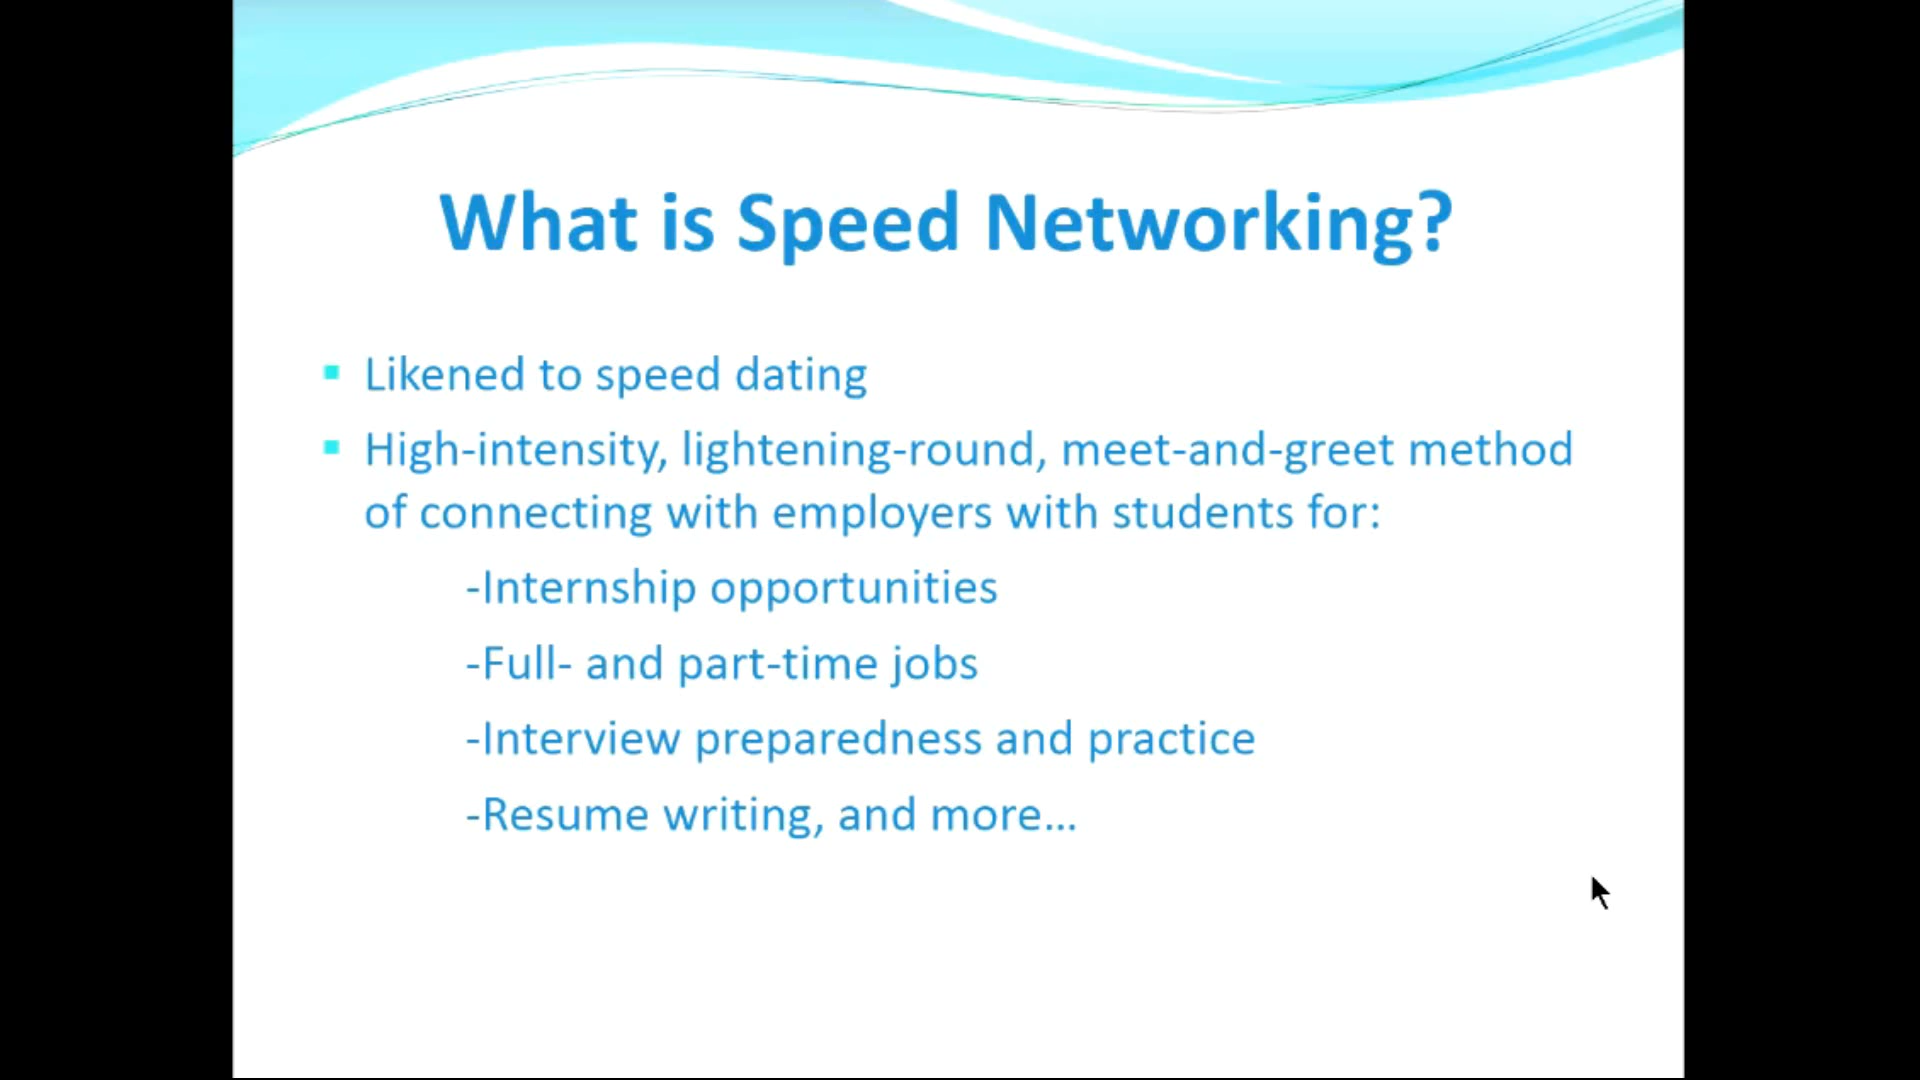 What is Speed Networking?
▪ Likened to speed dating
▪ High-intensity, lightening-round, meet-and-greet method
of connecting with employers with students for:
-Internship opportunities
-Full- and part-time jobs
-Interview preparedness and practice
-Resume writing, and more…